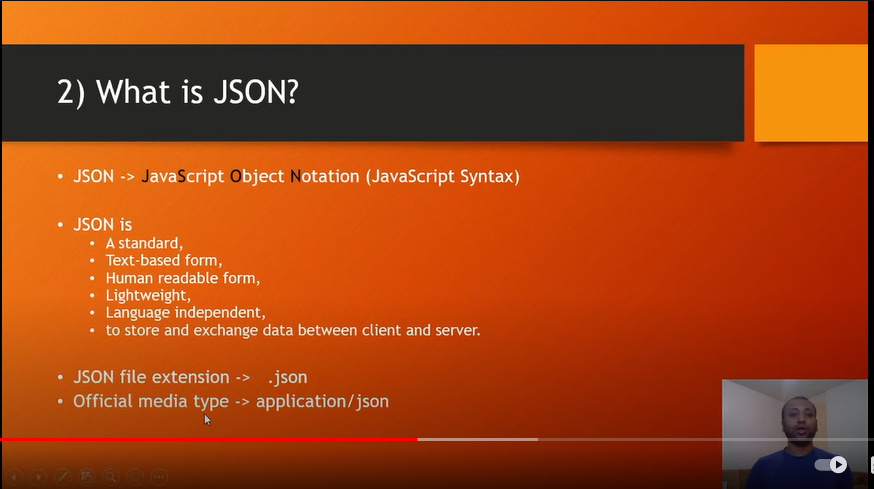 2) What is JSON?
• JSON -> JavaScript Object Notation (JavaScript Syntax)
• JSON is
• A standard,
• Text-based form,
• Human readable form,
• Lightweight,
• Language independent,
• to store and exchange data between client and server.
• JSON file extension -> .json
• Official media type -> application/json